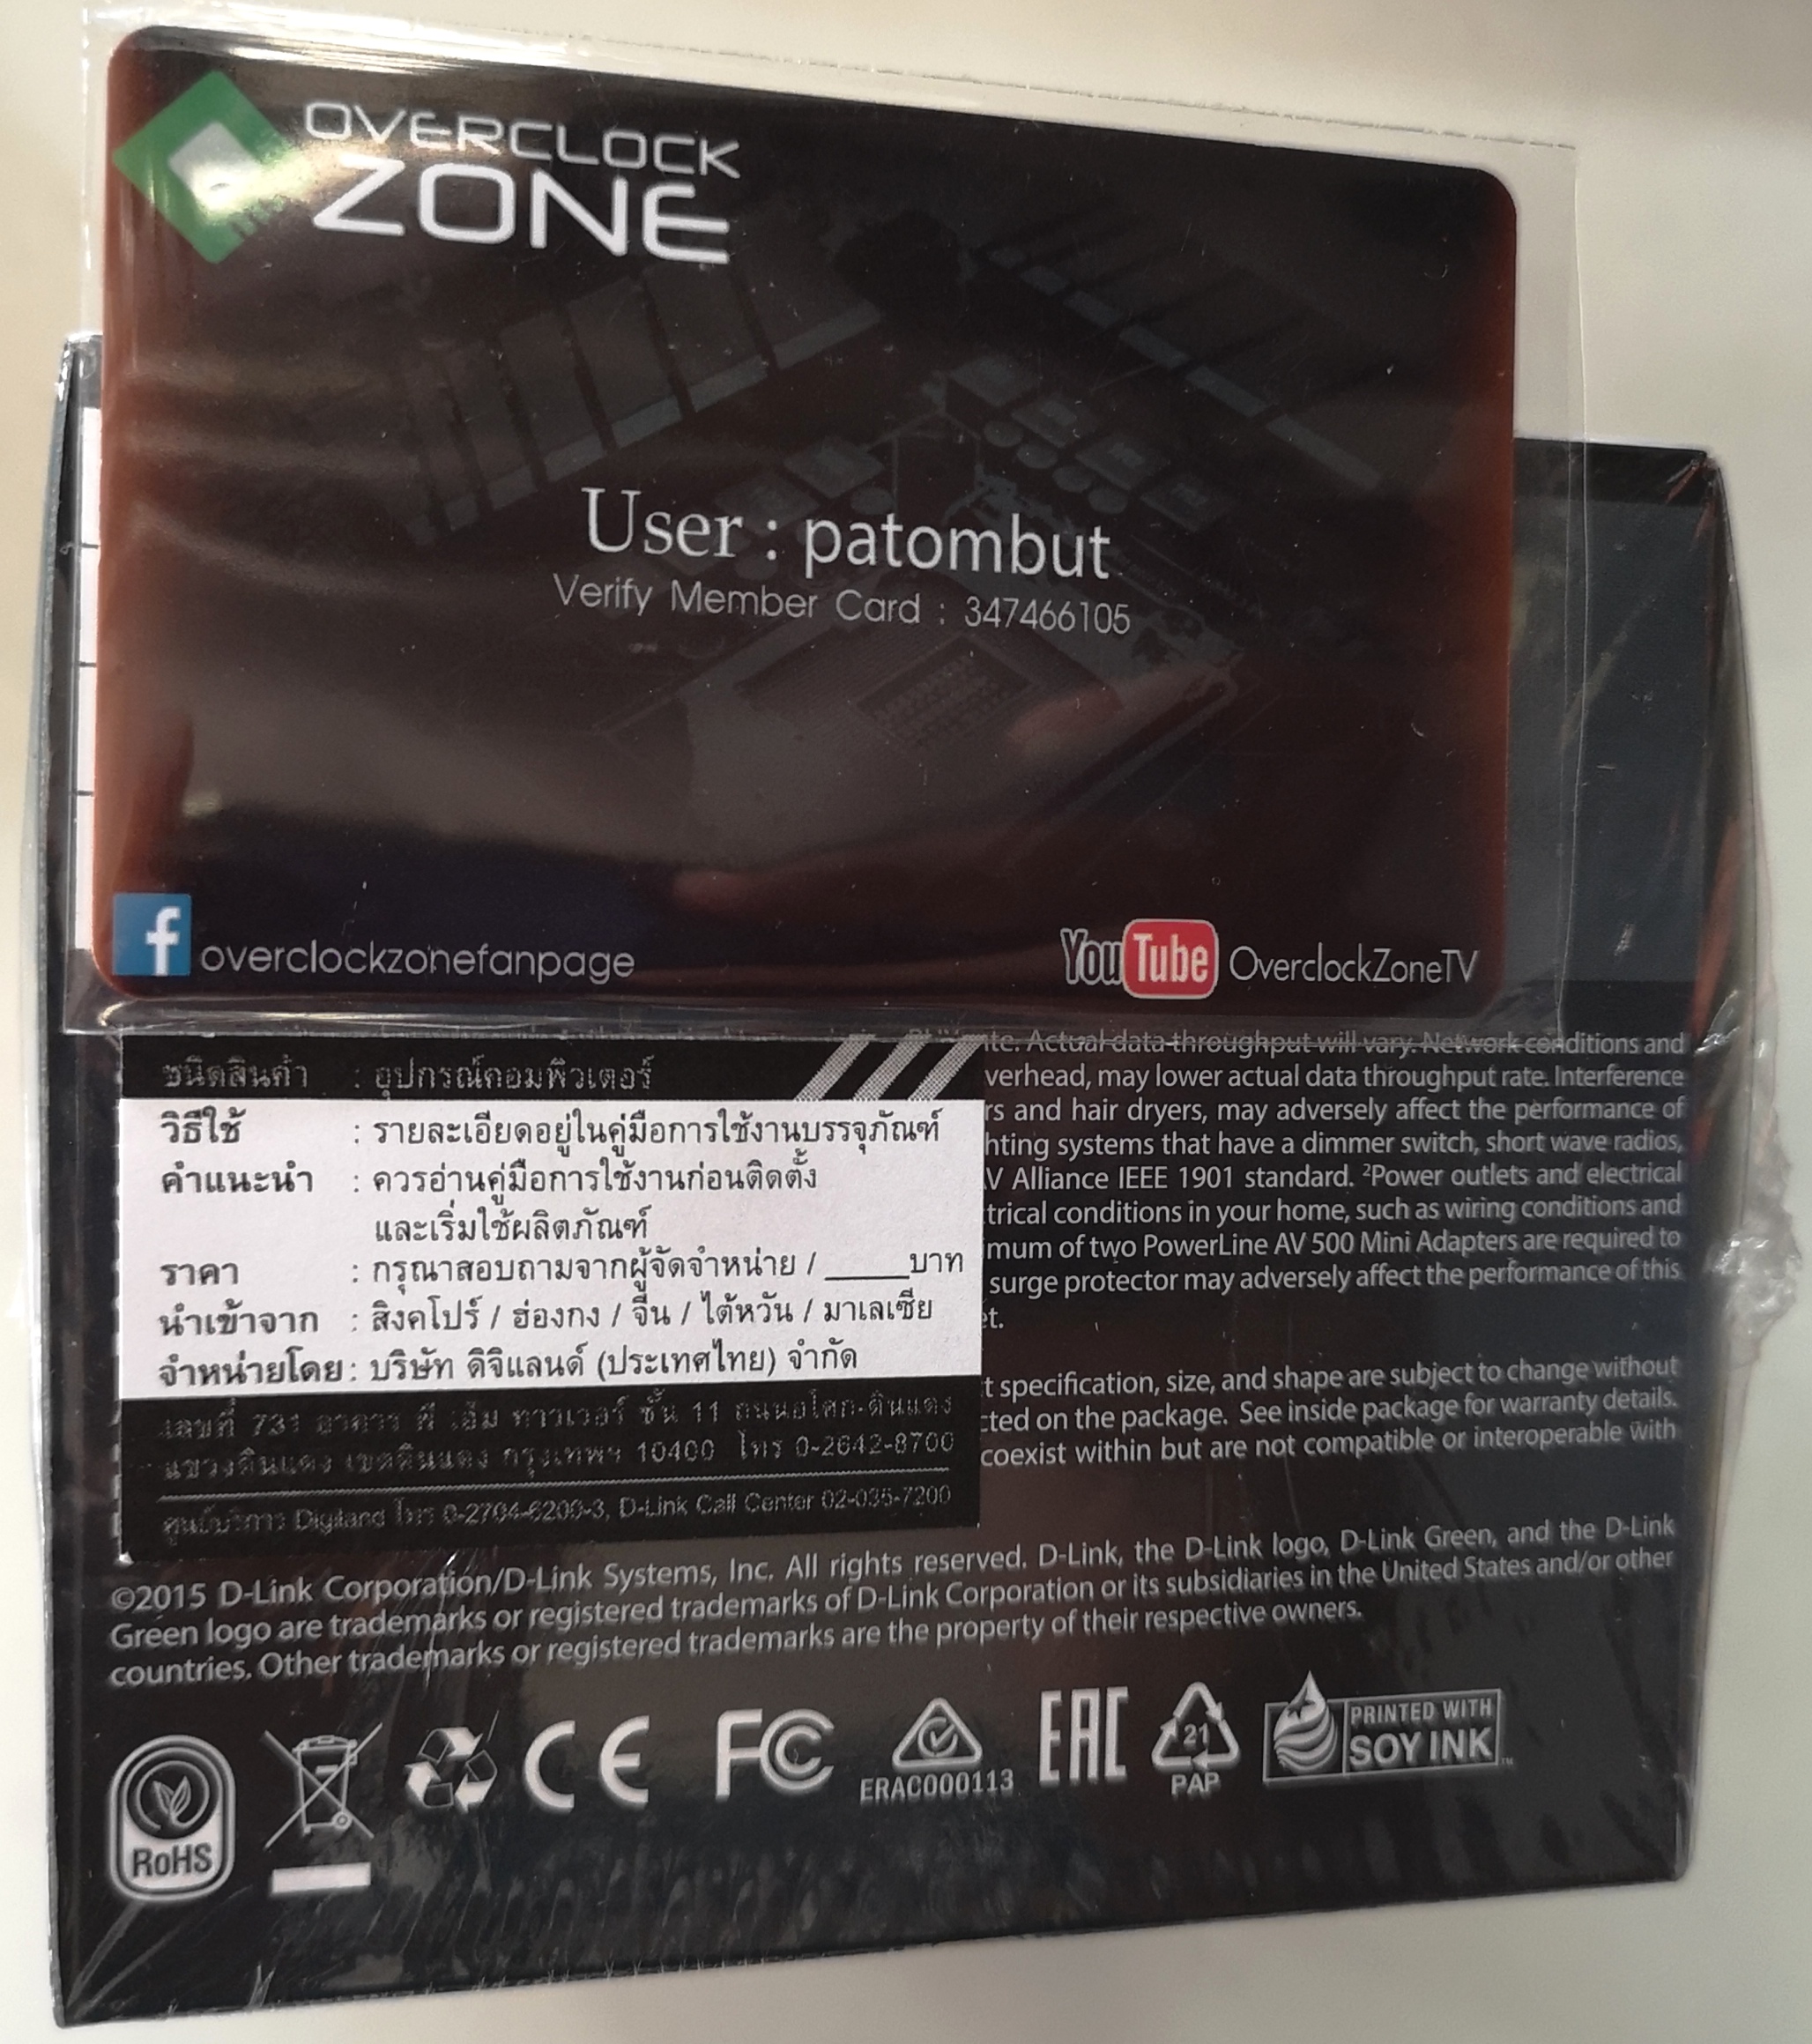 OVERCLOCK
ZONE
User : patombut
Verify Member Card : 347466105
f overclockzonefanpage
YouTube OverclockZoneTV
ชนิดสินค้า : อุปกรณ์คอมพิวเตอร์
วิธีใช้ : รายละเอียดอยู่ในคู่มือการใช้งานบรรจุภัณฑ์
คำแนะนำ : ควรอ่านคู่มือการใช้งานก่อนติดตั้ง
และเริ่มใช้ผลิตภัณฑ์
ราคา : กรุณาสอบถามจากผู้จัดจำหน่าย / _____บาท
นำเข้าจาก : สิงคโปร์ / ฮ่องกง / จีน / ไต้หวัน / มาเลเซีย
จำหน่ายโดย : บริษัท ดิจิแลนด์ (ประเทศไทย) จำกัด
เลขที่ 731 อาคาร พี เอ็ม ทาวเวอร์ ชั้น 11 ถนนอโศก-ดินแดง
แขวงดินแดง เขตดินแดง กรุงเทพฯ 10400 โทร 0-2642-8700
ศูนย์บริการ Digiland โทร 0-2704-6200-3, D-Link Call Center 02-035-7200
Actual data throughput will vary. Network conditions and
verhead, may lower actual data throughput rate. Interference
rs and hair dryers, may adversely affect the performance of
hting systems that have a dimmer switch, short wave radios,
V Alliance IEEE 1901 standard. ²Power outlets and electrical
trical conditions in your home, such as wiring conditions and
mum of two PowerLine AV 500 Mini Adapters are required to
surge protector may adversely affect the performance of this
et.
t specification, size, and shape are subject to change without
cted on the package. See inside package for warranty details.
coexist within but are not compatible or interoperable with
©2015 D-Link Corporation/D-Link Systems, Inc. All rights reserved. D-Link, the D-Link logo, D-Link Green, and the D-Link
Green logo are trademarks or registered trademarks of D-Link Corporation or its subsidiaries in the United States and/or other
countries. Other trademarks or registered trademarks are the property of their respective owners.
RoHS
CE
FC
ERAC000113
EAC
21
PAP
PRINTED WITH
SOY INK